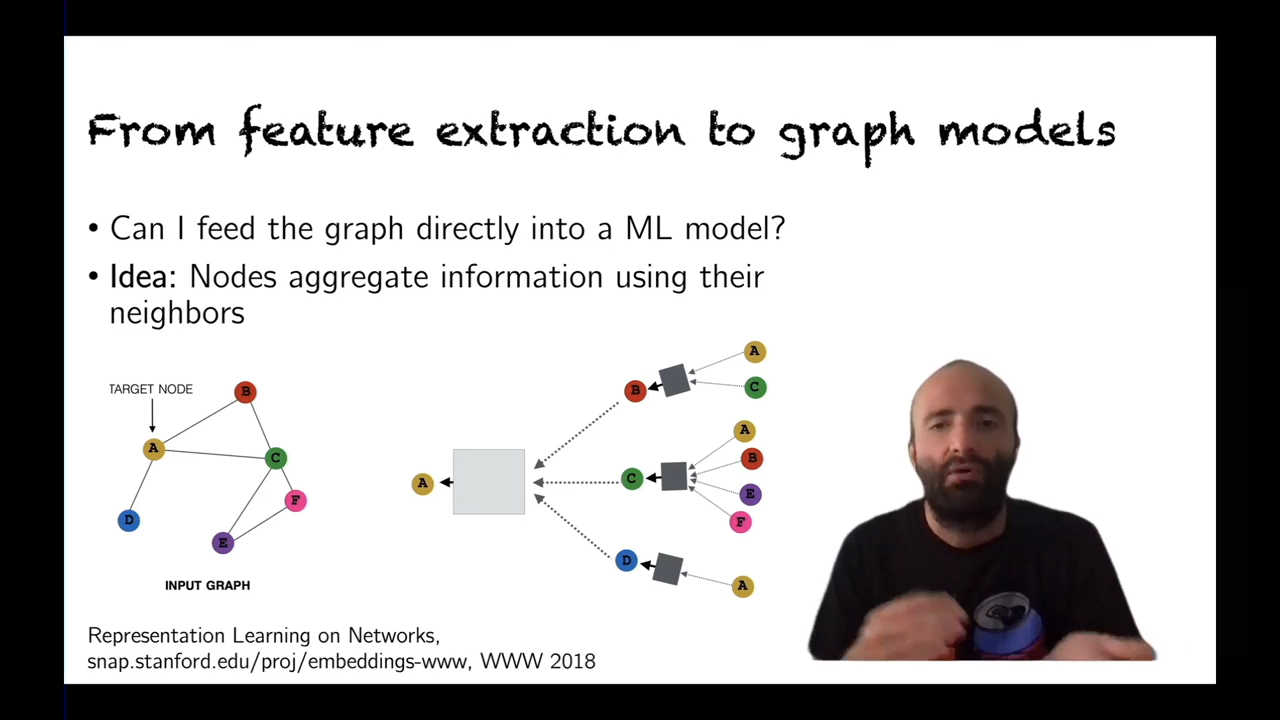 From feature extraction to graph models
• Can I feed the graph directly into a ML model?
• Idea: Nodes aggregate information using their
neighbors
TARGET NODE
B
A
C
F
D
E
INPUT GRAPH
A
B
C
D
A
C
A
B
E
F
A
Representation Learning on Networks,
snap.stanford.edu/proj/embeddings-www, WWW 2018